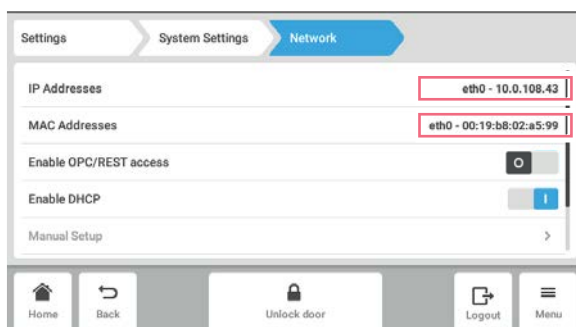 Settings System Settings Network
IP Addresses eth0 - 10.0.108.43
MAC Addresses eth0 - 00:19:b8:02:a5:99
Enable OPC/REST access O
Enable DHCP I
Manual Setup >
Home Back Unlock door Logout Menu